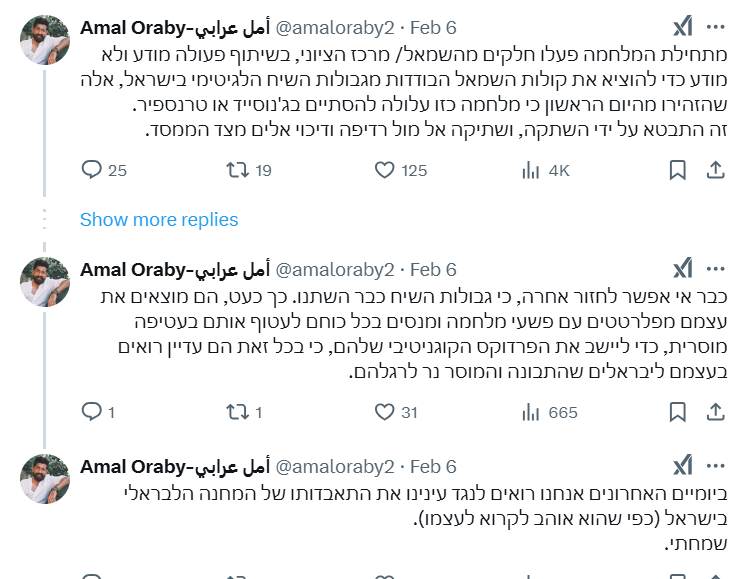 Amal Oraby-أمل عرابي אמל @amaloraby2 · Feb 6
מתחילת המלחמה פעלו חלקים מהשמאל/ מרכז הציוני, בשיתוף פעולה מודע ולא
מודע כדי להוציא את קולות השמאל הבודדות מגבולות השיח הלגיטימי בישראל, אלה
שהזהירו מהיום הראשון כי מלחמה כזו עלולה להסתיים בג'נוסייד או טרנספיר.
זה התבטא על ידי השתקה, ושתיקה אל מול רדיפה ודיכוי אלים מצד הממסד.
25 19 125 4K
Show more replies
Amal Oraby-أمل عرابي @amaloraby2 · Feb 6
כבר אי אפשר לחזור אחרה, כי גבולות השיח כבר השתנו. כך כעט, הם מוצאים את
עצמם מפלרטטים עם פשעי מלחמה ומנסים בכל כוחם לעטוף אותם בעטיפה
מוסרית, כדי ליישב את הפרדוקס הקוגניטיבי שלהם, כי בכל זאת הם עדיין רואים
בעצמם ליבראלים שהתבונה והמוסר נר לרגלהם.
1 1 31 665
Amal Oraby-أمل عرابي @amaloraby2 · Feb 6
ביומיים האחרונים אנחנו רואים לנגד עינינו את התאבדותו של המחנה הלבראלי
בישראל (כפי שהוא אוהב לקרוא לעצמו).
שמחתי.